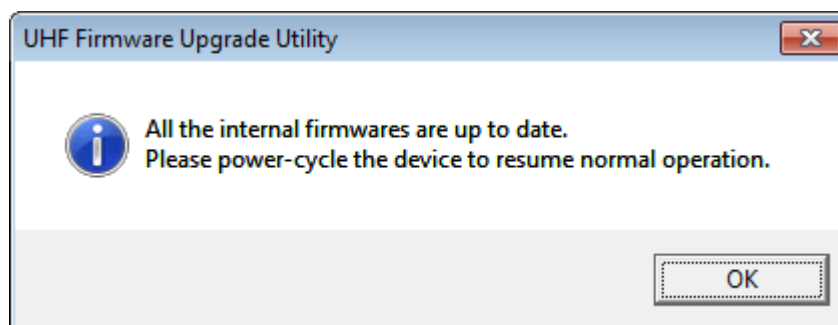 UHF Firmware Upgrade Utility
All the internal firmwares are up to date.
Please power-cycle the device to resume normal operation.
OK